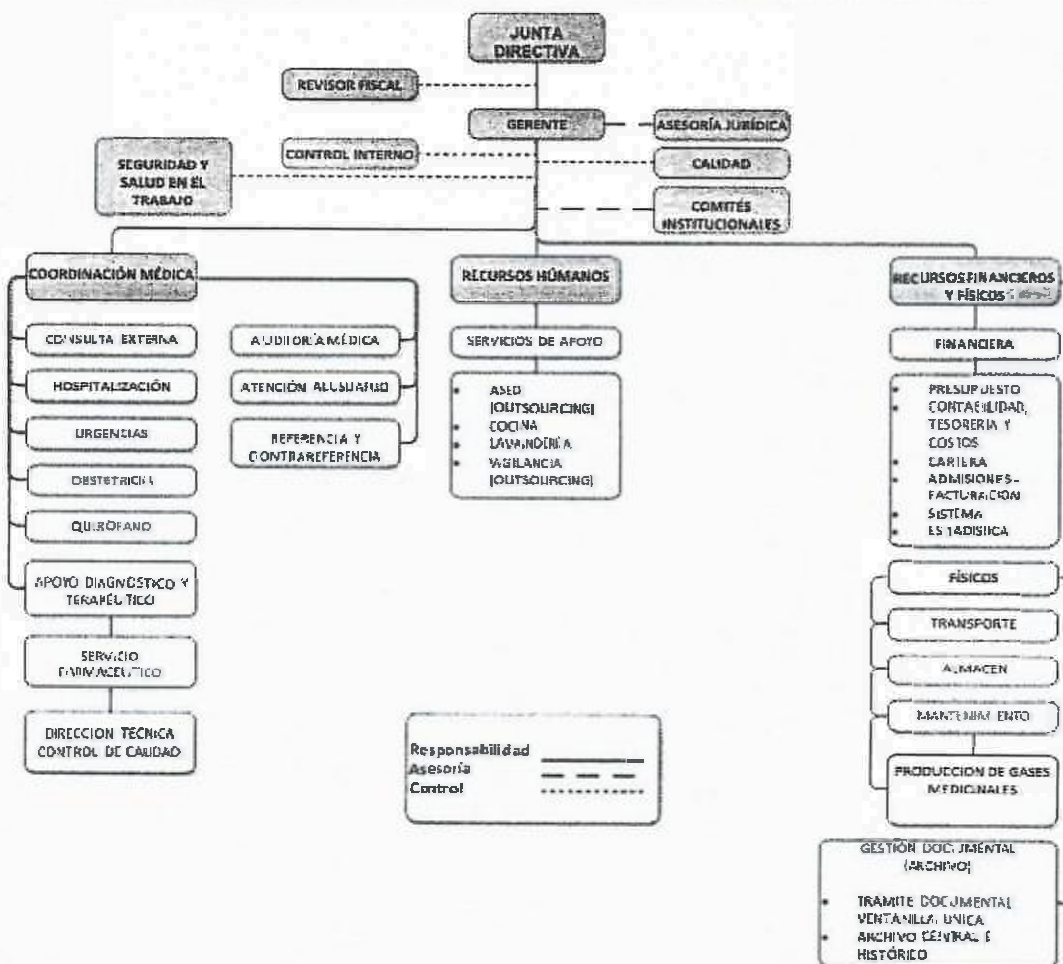 JUNTA
DIRECTIVA
REVISOR FISCAL
GERENTE
ASESORÍA JURÍDICA
CONTROL INTERNO
CALIDAD
SEGURIDAD Y
SALUD EN EL
TRABAJO
COMITÉS
INSTITUCIONALES
COORDINACIÓN MÉDICA
RECURSOS HÚMANOS
RECURSOS FINANCIEROS
Y FÍSICOS
CONSULTA EXTERNA
HOSPITALIZACIÓN
URGENCIAS
OBSTETRICIA
QUIRÓFANO
APOYO DIAGNÓSTICO Y
TERAPÉUTICO
SERVICIO
FARMACEUTICO
DIRECCION TECNICA
CONTROL DE CALIDAD
AUDITORÍA MÉDICA
ATENCIÓN AL USUARIO
REFERENCIA Y
CONTRAREFERENCIA
SERVICIOS DE APOYO
• ASEO
(OUTSOURCING)
• COCINA
• LAVANDERÍA
• VIGILANCIA
(OUTSOURCING)
FINANCIERA
• PRESUPUESTO
• CONTABILIDAD,
TESORERIA Y
COSTOS
• CARTERA
• ADMISIONES -
FACTURACION
• SISTEMA
• ESTADISTICA
FÍSICOS
TRANSPORTE
ALMACEN
MANTENIMIENTO
PRODUCCION DE GASES
MEDICINALES
Responsabilidad
Asesoría
Control
GESTIÓN DOCUMENTAL
(ARCHIVO)
• TRAMITE DOCUMENTAL
VENTANILLA UNICA
• ARCHIVO CENTRAL E
HISTÓRICO